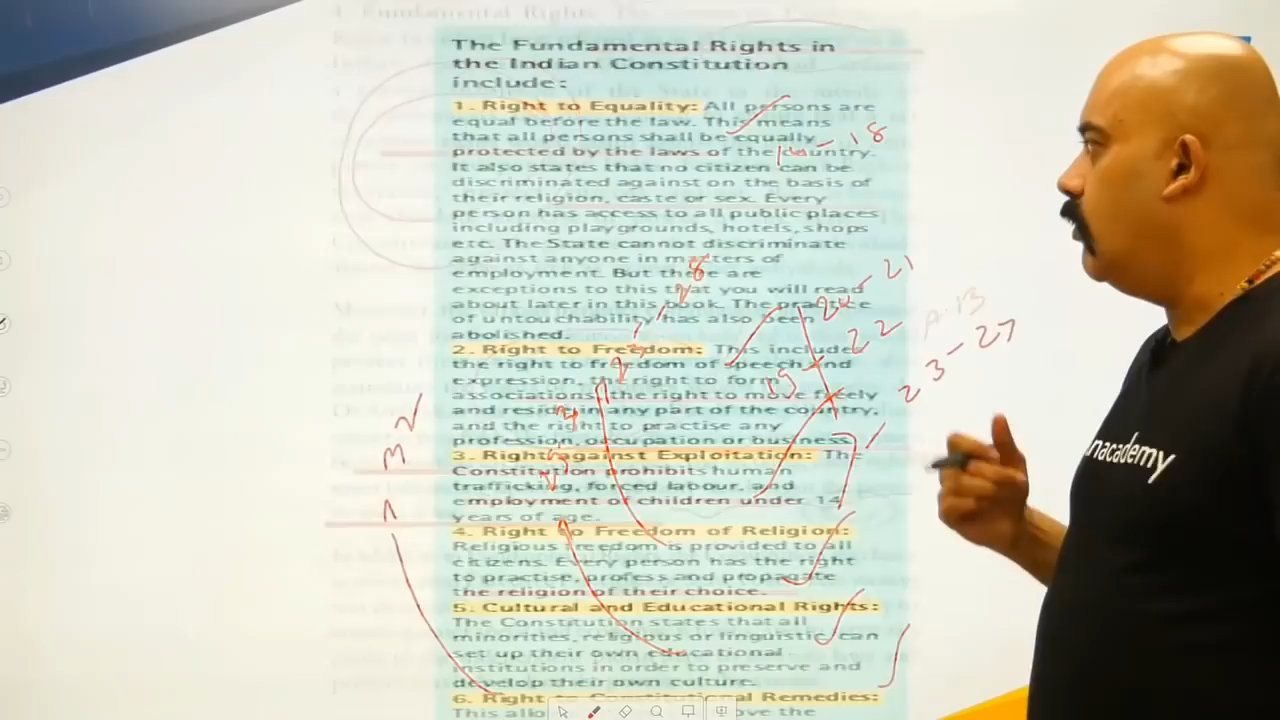 The Fundamental Rights in
the Indian Constitution
include:
1. Right to Equality: All persons are
equal before the law. This means
that all persons shall be equally
protected by the laws of the country.
It also states that no citizen can be
discriminated against on the basis of
their religion, caste or sex. Every
person has access to all public places
including playgrounds, hotels, shops
etc. The State cannot discriminate
against anyone in matters of
employment. But there are
exceptions to this that you will read
about later in this book. The practice
of untouchability has also been
abolished.
2. Right to Freedom: This includes
the right to freedom of speech and
expression, the right to form
associations, the right to move freely
and reside in any part of the country,
and the right to practise any
profession, occupation or business.
3. Right against Exploitation: The
Constitution prohibits human
trafficking, forced labour, and
employment of children under 14
years of age.
4. Right to Freedom of Religion:
Religious freedom is provided to all
citizens. Every person has the right
to practise, profess and propagate
the religion of their choice.
5. Cultural and Educational Rights:
The Constitution states that all
minorities, religious or linguistic, can
set up their own educational
institutions in order to preserve and
develop their own culture.
6. Right to Constitutional Remedies:
This allo ove the
14-18
22
19
23-27
nacademy